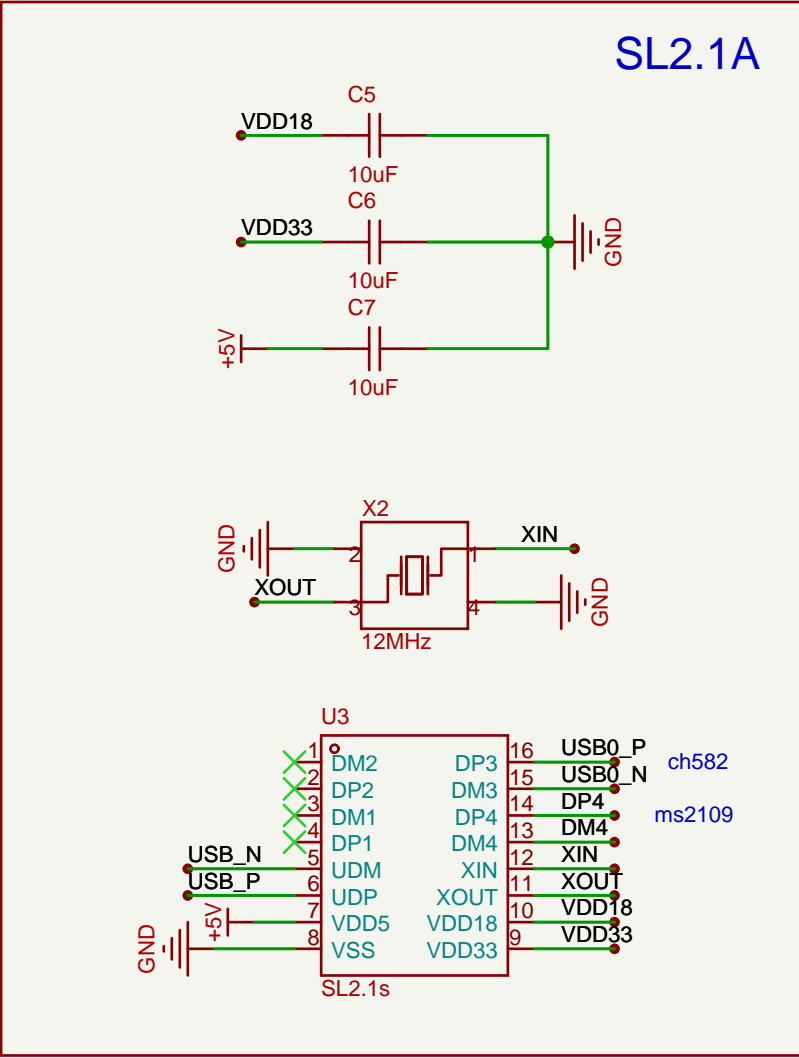 SL2.1A
C5
VDD18
10uF
C6
VDD33
GND
10uF
C7
+5V
10uF
X2
GND
2
1
XIN
XOUT
3
4
GND
12MHz
U3
1
DM2
DP3
16
USB0_P
ch582
2
DP2
DM3
15
USB0_N
3
DM1
DP4
14
DP4
ms2109
4
DP1
DM4
13
DM4
USB_N
5
UDM
XIN
12
XIN
USB_P
6
UDP
XOUT
11
XOUT
+5V
7
VDD5
VDD18
10
VDD18
GND
8
VSS
VDD33
9
VDD33
SL2.1s